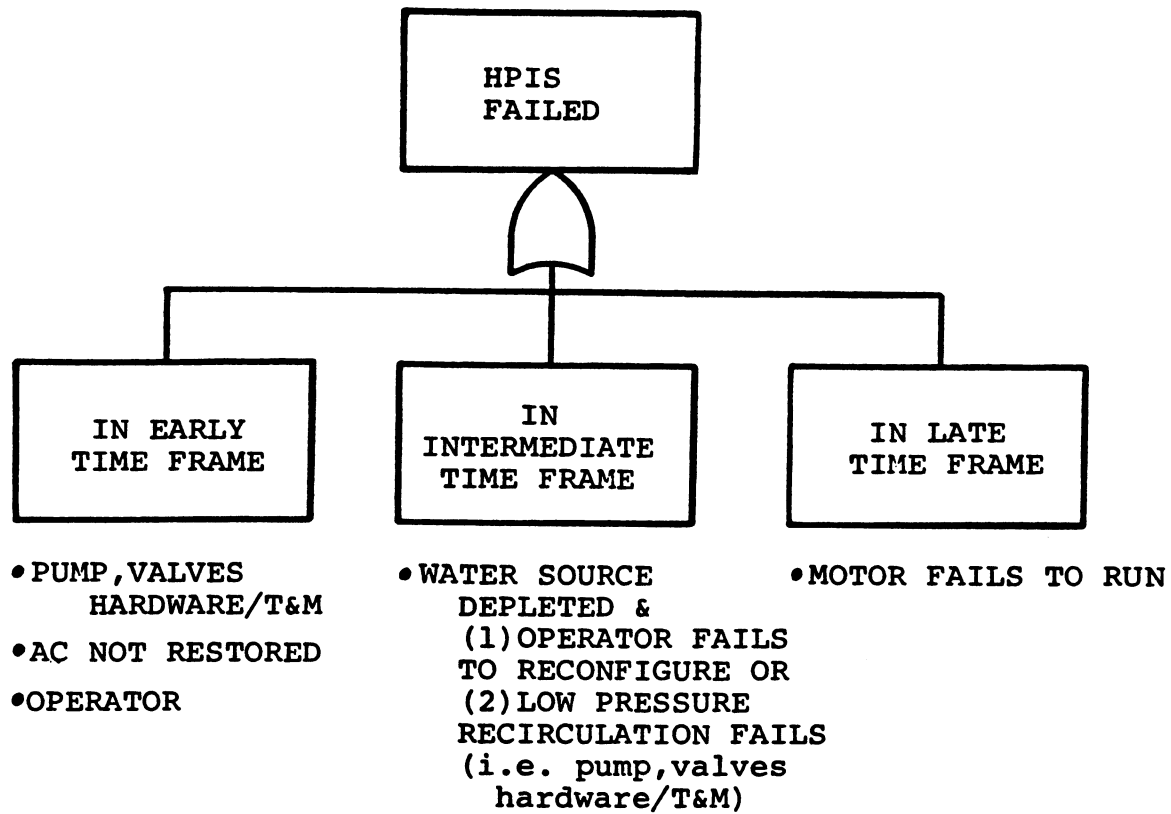 HPIS
FAILED
IN EARLY
TIME FRAME
IN
INTERMEDIATE
TIME FRAME
IN LATE
TIME FRAME
•PUMP,VALVES
HARDWARE/T&M
•AC NOT RESTORED
•OPERATOR
•WATER SOURCE
DEPLETED &
(1)OPERATOR FAILS
TO RECONFIGURE OR
(2)LOW PRESSURE
RECIRCULATION FAILS
(i.e. pump,valves
hardware/T&M)
•MOTOR FAILS TO RUN